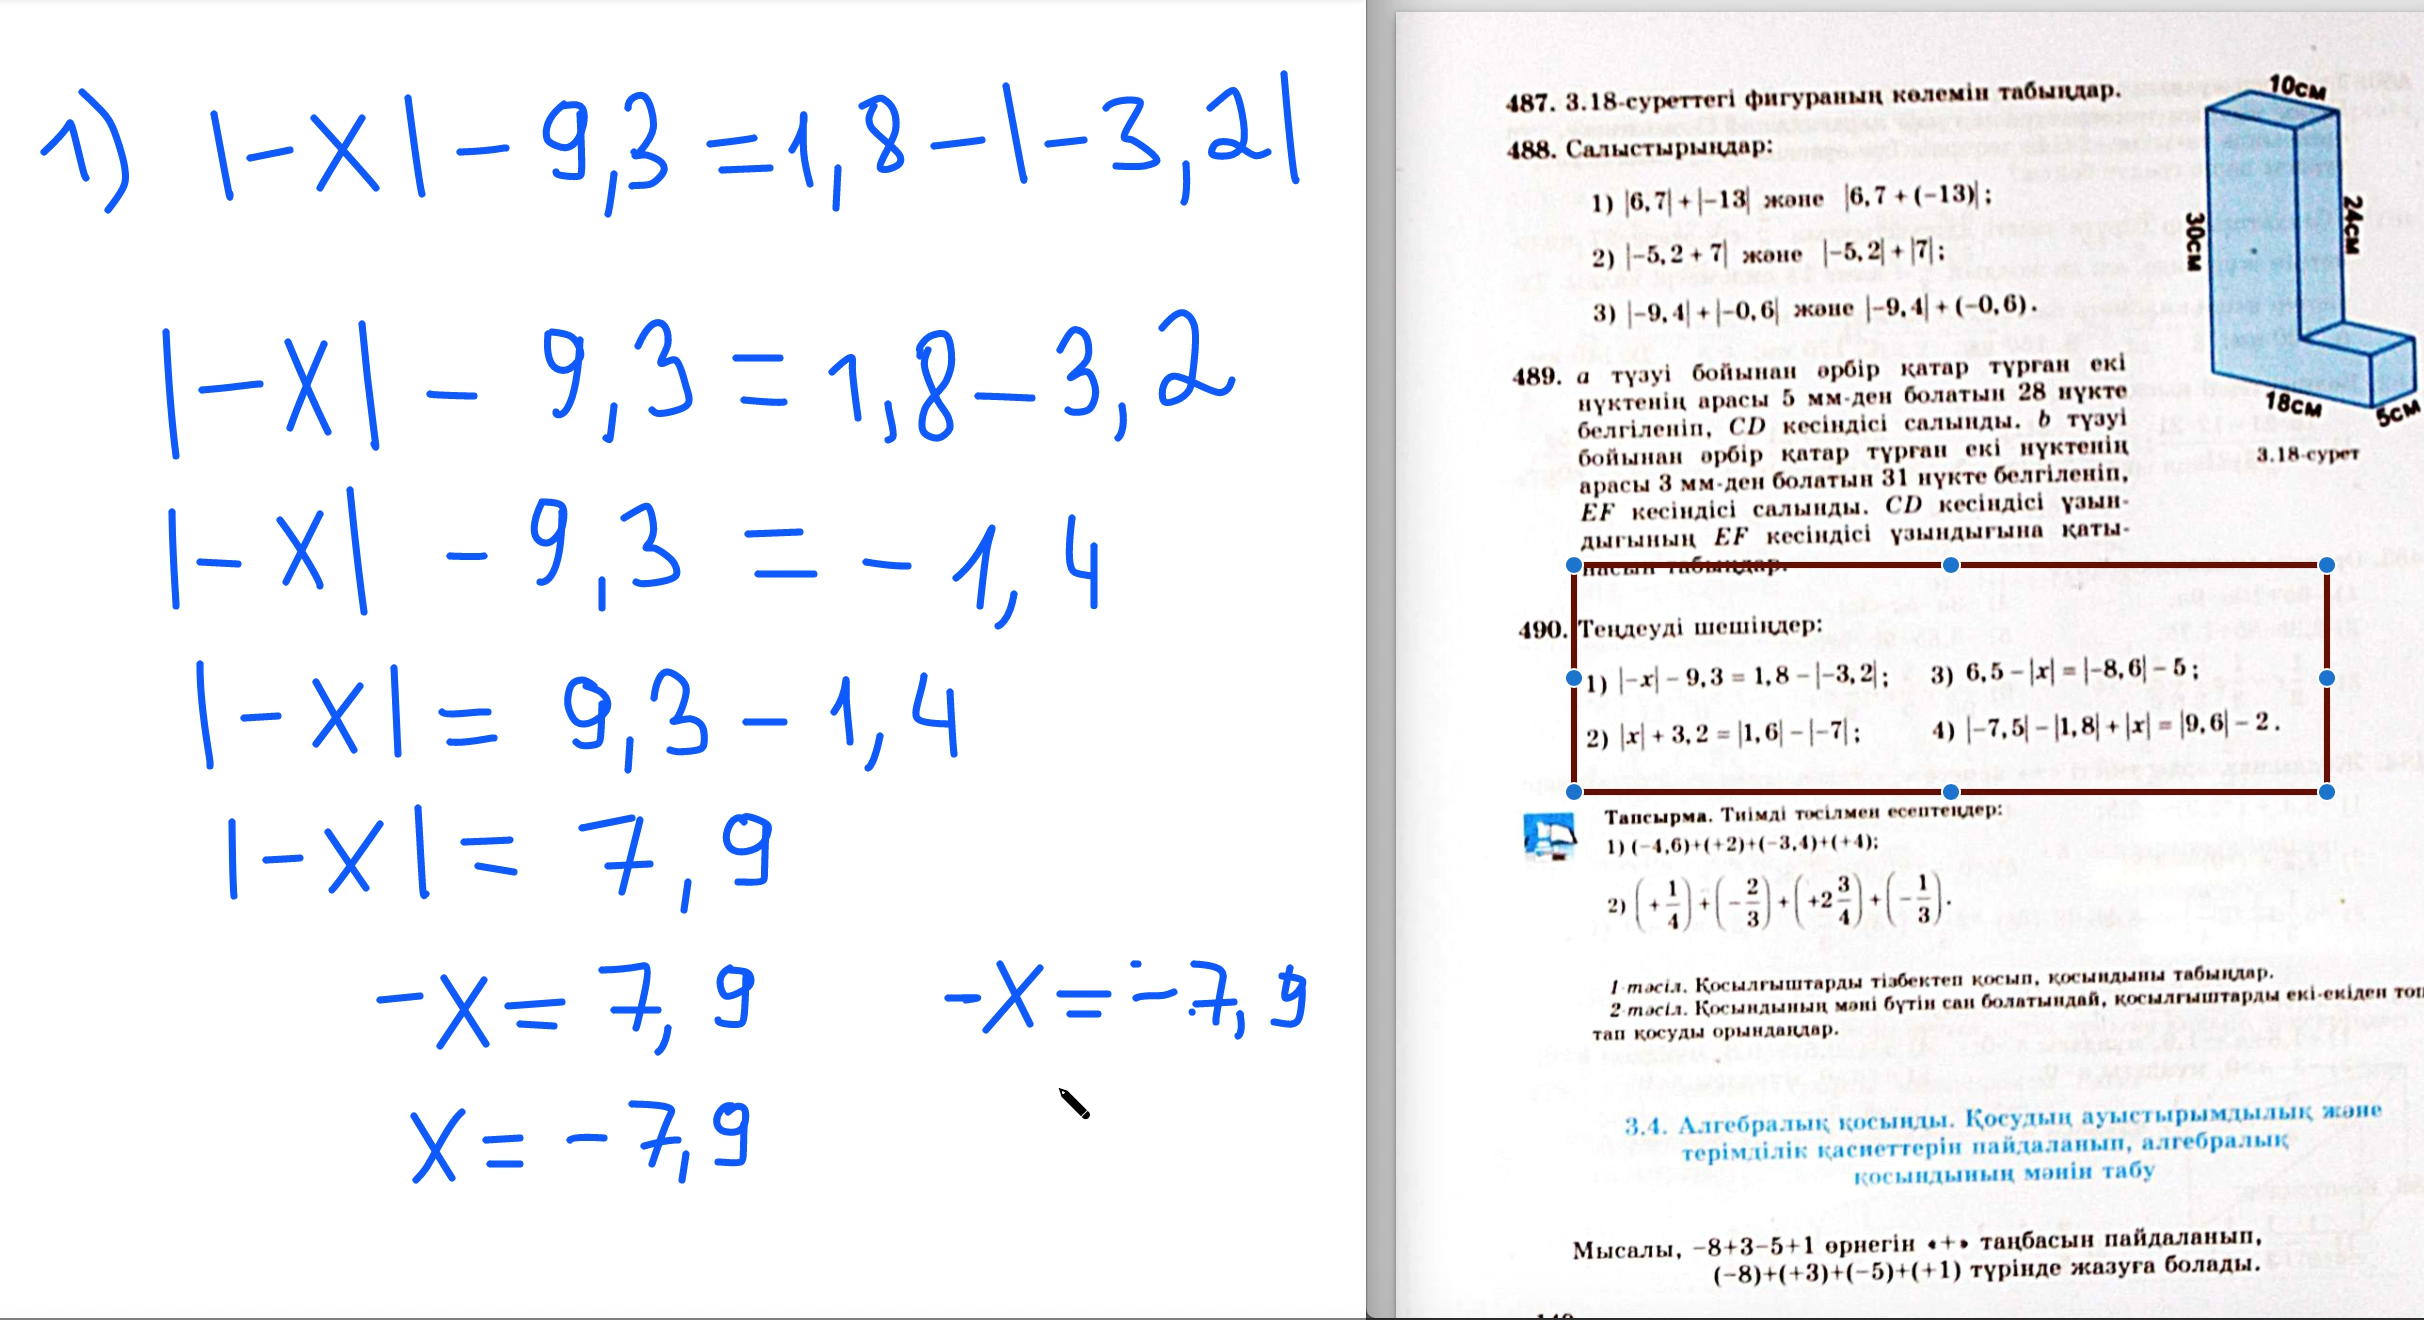 1) |-x| - 9,3 = 1,8 - |-3,2|
|-x| - 9,3 = 1,8 - 3,2
|-x| - 9,3 = -1,4
|-x| = 9,3 - 1,4
|-x| = 7,9
-x = 7,9    -x = -7,9
x = -7,9
487. 3.18-суреттегі фигураның көлемін табыңдар.
488. Салыстырыңдар:
1) |6,7| + |-13| және |6,7 + (-13)|;
2) |-5,2 + 7| және |-5,2| + |7|;
3) |-9,4| + |-0,6| және |-9,4| + (-0,6).
10см
30см
24см
18см
5см
3.18-сурет
489. a түзуі бойынан әрбір қатар тұрған екі
нүктенің арасы 5 мм-ден болатын 28 нүкте
белгіленіп, CD кесіндісі салынды. b түзуі
бойынан әрбір қатар тұрған екі нүктенің
арасы 3 мм-ден болатын 31 нүкте белгіленіп,
EF кесіндісі салынды. CD кесіндісі ұзын-
дығының EF кесіндісі ұзындығына қаты-
насын табыңдар.
490. Теңдеуді шешіңдер:
1) |-x| - 9,3 = 1,8 - |-3,2|; 3) 6,5 - |x| = |-8,6| - 5;
2) |x| + 3,2 = |1,6| - |-7|; 4) |-7,5| - |1,8| + |x| = |9,6| - 2.
Тапсырма. Тиімді тәсілмен есептеңдер:
1) (-4,6)+(+2)+(-3,4)+(+4);
2) (+1/4) + (-2/3) + (+2 3/4) + (-1/3).
1-тәсіл. Қосылғыштарды тізбектеп қосып, қосындыны табыңдар.
2-тәсіл. Қосындының мәні бүтін сан болатындай, қосылғыштарды екі-екіден топ
тап қосуды орындаңдар.
3.4. Алгебралық қосынды. Қосудың ауыстырымдылық және
терімділік қасиеттерін пайдаланып, алгебралық
қосындының мәнін табу
Мысалы, -8+3-5+1 өрнегін «+» таңбасын пайдаланып,
(-8)+(+3)+(-5)+(+1) түрінде жазуға болады.